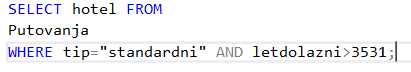 SELECT hotel FROM
Putovanja
WHERE tip="standardni" AND letdolazni>3531;